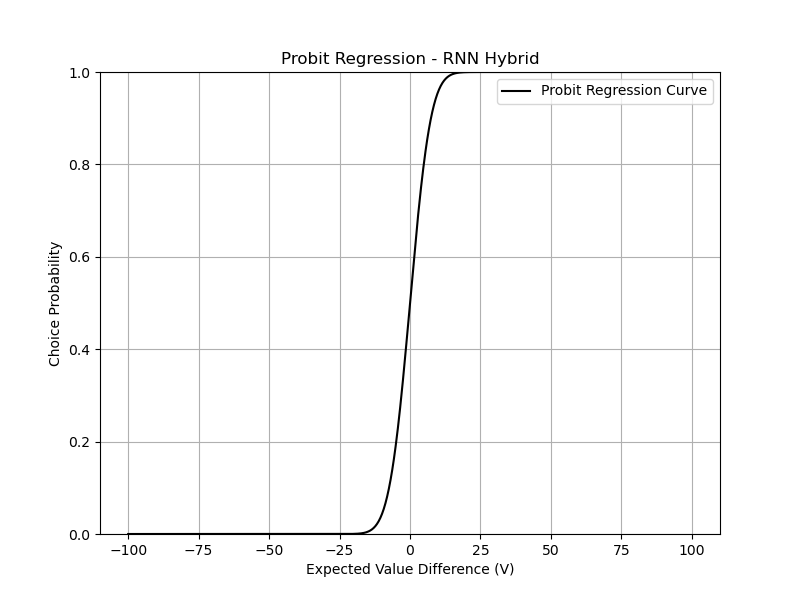 Probit Regression - RNN Hybrid
Probit Regression Curve
Choice Probability
1.0
0.8
0.6
0.4
0.2
0.0
−100 −75 −50 −25 0 25 50 75 100
Expected Value Difference (V)